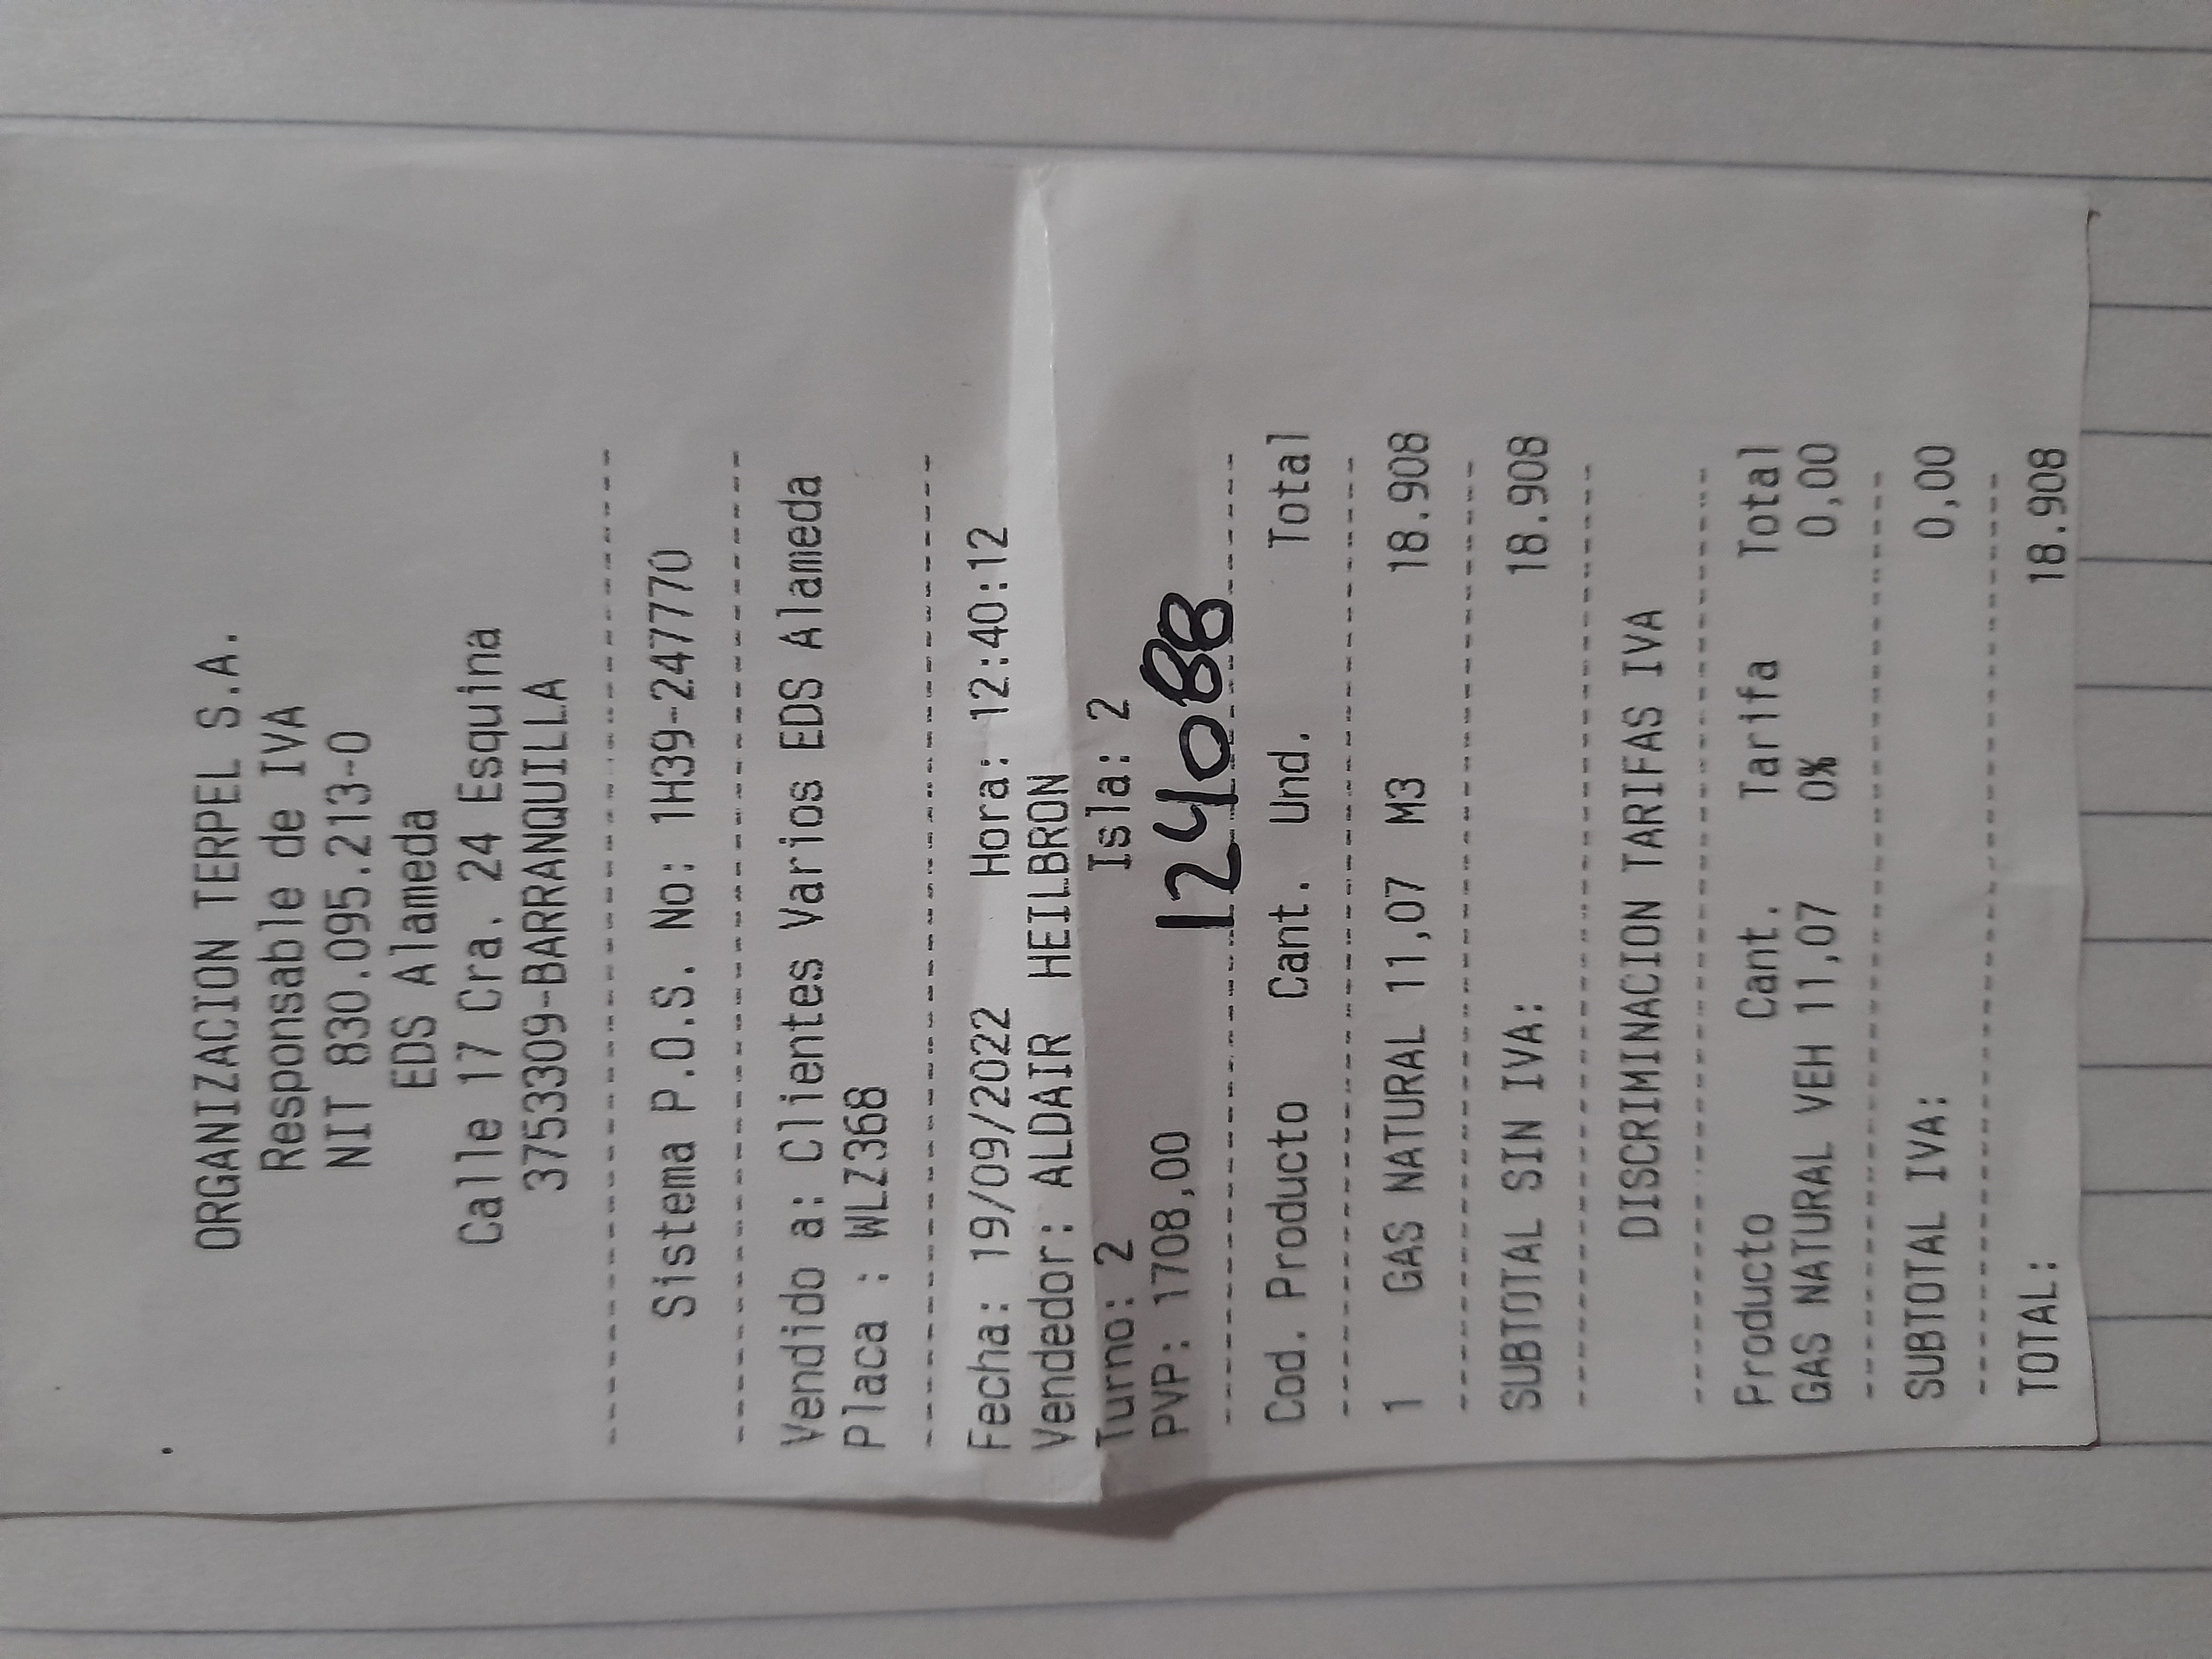 ORGANIZACION TERPEL S.A.
Responsable de IVA
NIT 830.095.213-0
EDS Alameda
Calle 17 Cra. 24 Esquina
3753309-BARRANQUILLA
--------------------------------
Sistema P.O.S. No: 1H39-247770
--------------------------------
Vendido a: Clientes Varios EDS Alameda
Placa : WLZ368
--------------------------------
Fecha: 19/09/2022 Hora: 12:40:12
Vendedor: ALDAIR HEILBRON
Turno: 2 Isla: 2
PVP: 1708,00
124088
--------------------------------
Cod. Producto Cant. Und. Total
--------------------------------
1 GAS NATURAL 11,07 M3 18.908
--------------------------------
SUBTOTAL SIN IVA: 18.908
--------------------------------
DISCRIMINACION TARIFAS IVA
--------------------------------
Producto Cant. Tarifa Total
GAS NATURAL VEH 11,07 0% 0,00
--------------------------------
SUBTOTAL IVA: 0,00
--------------------------------
TOTAL: 18.908